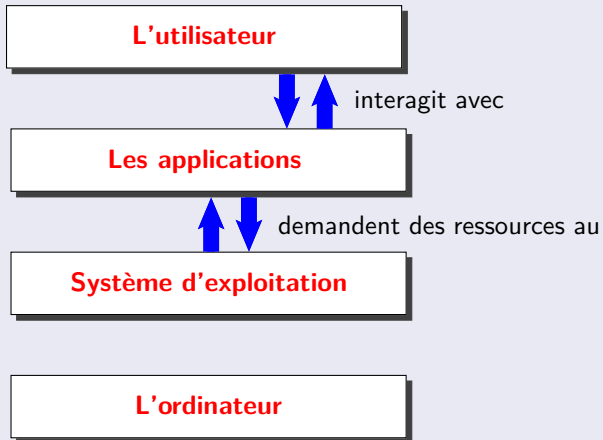 L'utilisateur
interagit avec
Les applications
demandent des ressources au
Système d'exploitation
L'ordinateur